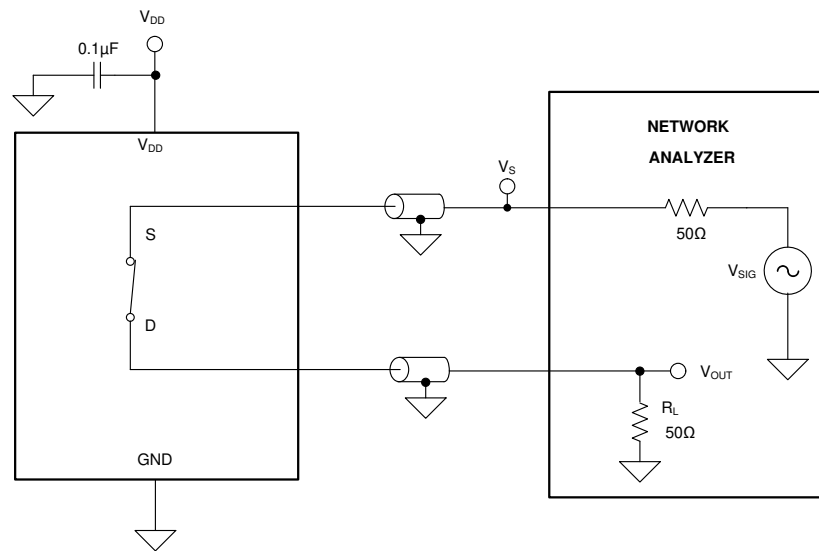 V_DD
0.1µF
V_DD
NETWORK
ANALYZER
V_S
S
50Ω
V_SIG
D
V_OUT
R_L
50Ω
GND